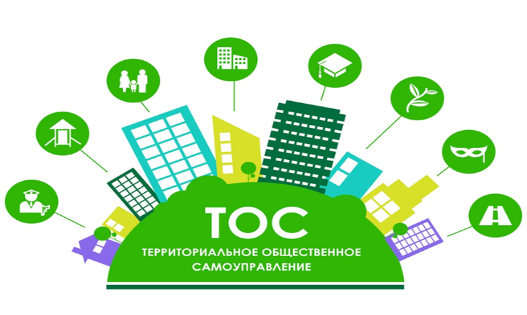 ТОС
ТЕРРИТОРИАЛЬНОЕ ОБЩЕСТВЕННОЕ
САМОУПРАВЛЕНИЕ